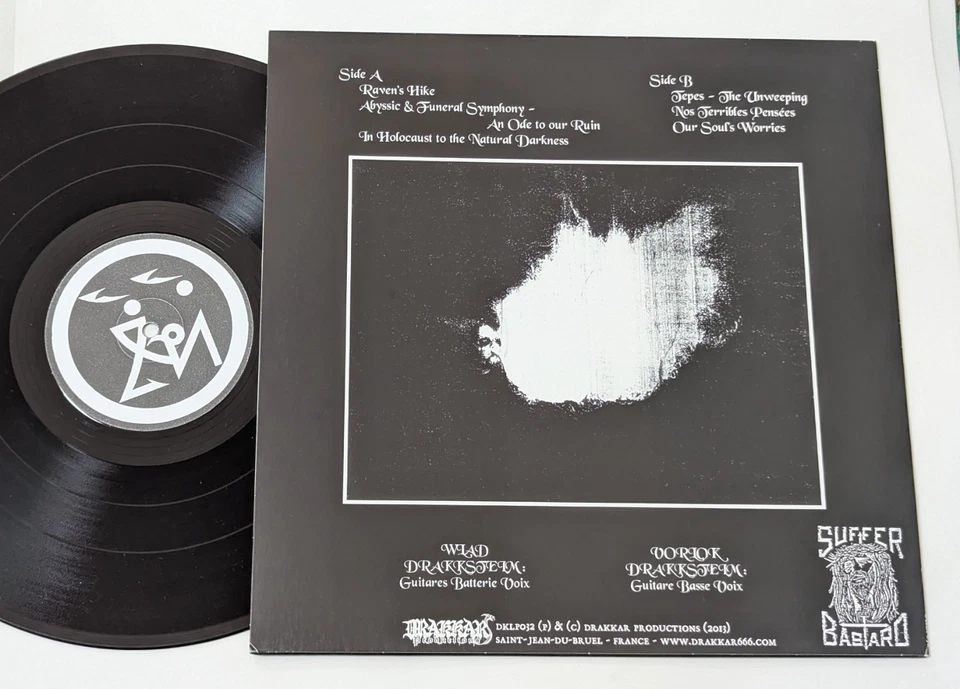 Side A
Raven's Hike
Abyssic & Funeral Symphony -
An Ode to our Ruin
In Holocaust to the Natural Darkness
Side B
Tepes - The Unweeping
Nos Terribles Pensées
Our Soul's Worries
WLAD
DRAKKSTEIM:
Guitares Batterie Voix
VORLOK
DRAKKSTEIM:
Guitare Basse Voix
DRAKKAR
PRODUCTIONS
DKLP032 (P) & (C) DRAKKAR PRODUCTIONS (2013)
SAINT-JEAN-DU-BRUEL - FRANCE - WWW.DRAKKAR666.COM
SUFFER
BASTARD